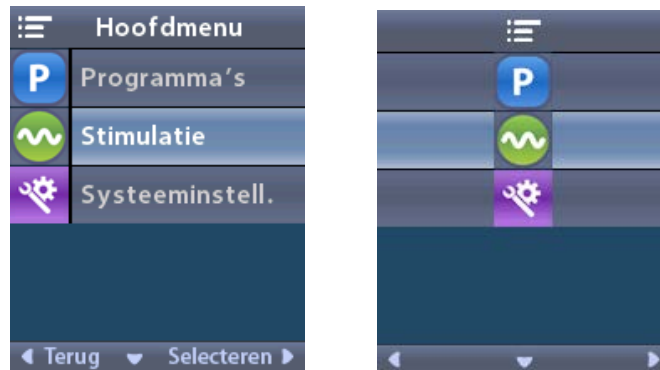 Hoofdmenu
P Programma's
Stimulatie
Systeeminstell.
Terug Selecteren
P